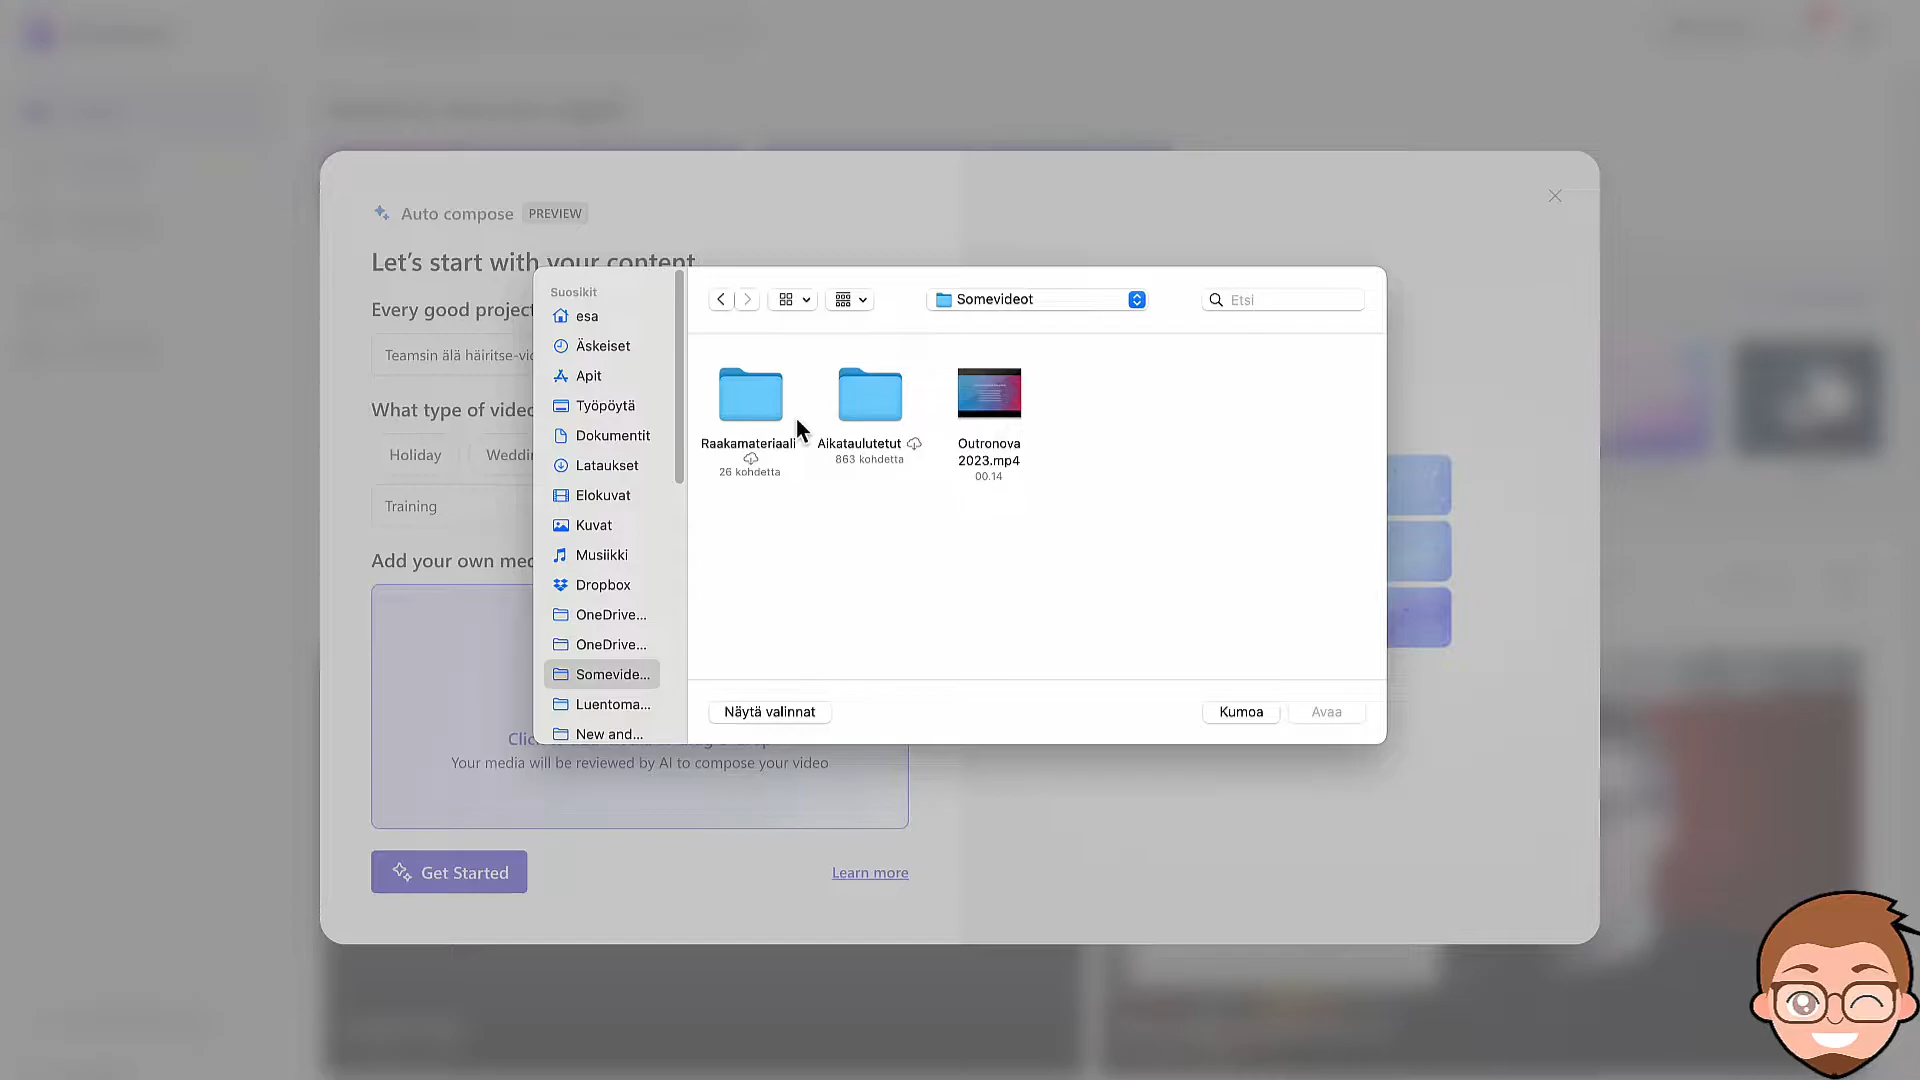 Auto compose PREVIEW
Let's start with your content
Every good project
Teamsin älä häiritse-
What type of video
Holiday
Training
Add your own
Your media will be reviewed by AI to compose your video
Get Started
Learn more
Suosikit
esa
Äskeiset
Apit
Työpöytä
Dokumentit
Lataukset
Elokuvat
Kuvat
Musiikki
Dropbox
OneDrive...
OneDrive...
Somevide...
Luentoma...
New and...
Somevideot
Etsi
Raakamateriaali
26 kohdetta
Aikataulutetut
863 kohdetta
Outronova
2023.mp4
00.14
Näytä valinnat
Kumoa
Avaa